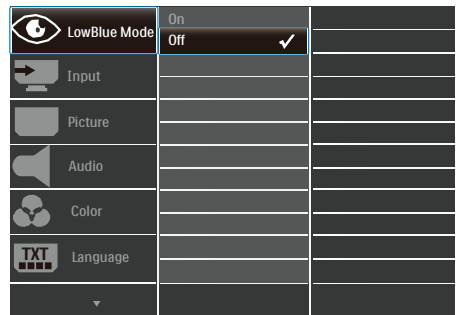 LowBlue Mode
On
Off
Input
Picture
Audio
Color
TXT
Language